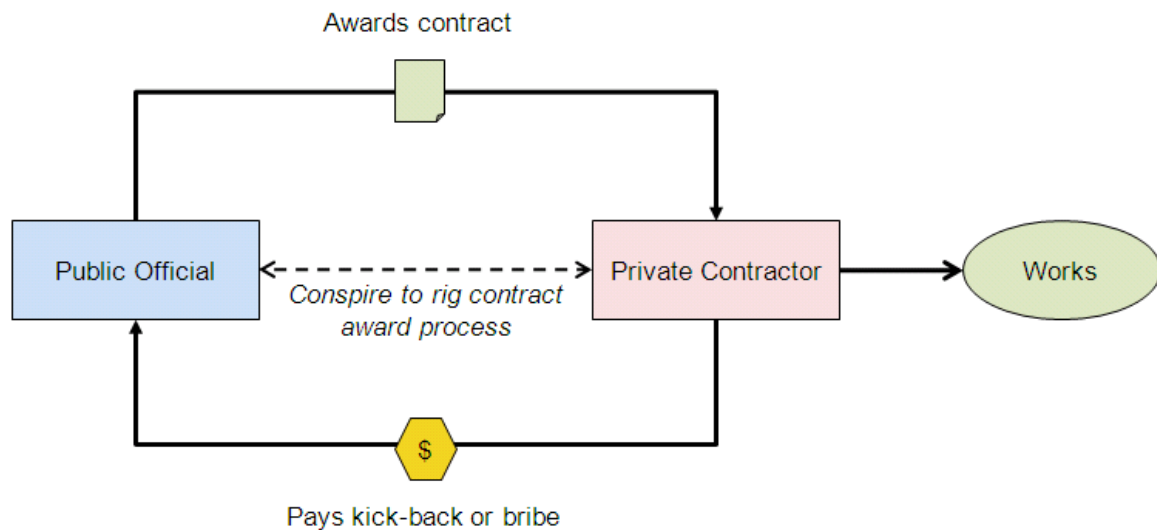 Awards contract
Public Official
Conspire to rig contract
award process
Private Contractor
Works
$
Pays kick-back or bribe